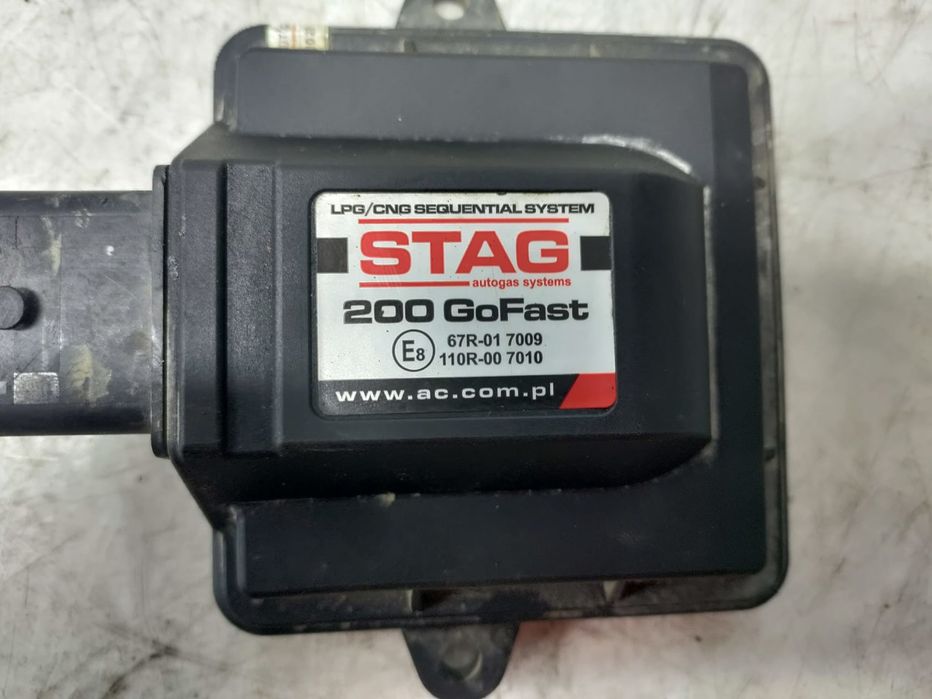 LPG/CNG SEQUENTIAL SYSTEM
STAG
autogas systems
200 GoFast
E8 67R-01 7009
110R-00 7010
www.ac.com.pl